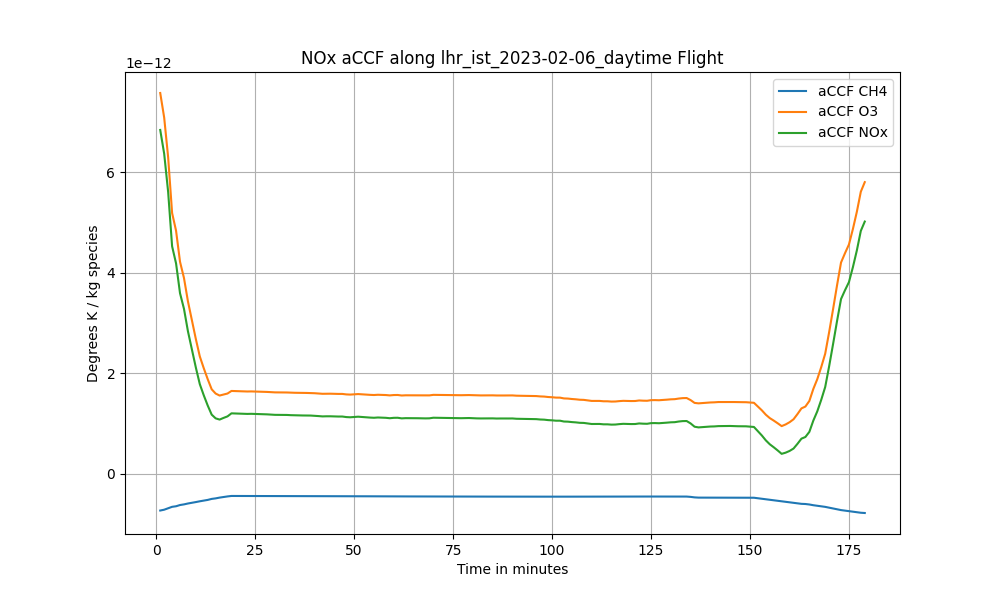 NOx aCCF along lhr_ist_2023-02-06_daytime Flight
1e−12
aCCF CH4
aCCF O3
aCCF NOx
6
4
2
0
Degrees K / kg species
0 25 50 75 100 125 150 175
Time in minutes